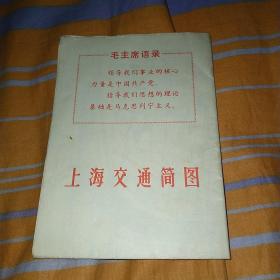 毛主席语录
领导我们事业的核心
力量是中国共产党。
指导我们思想的理论
基础是马克思列宁主义。
上海交通简图